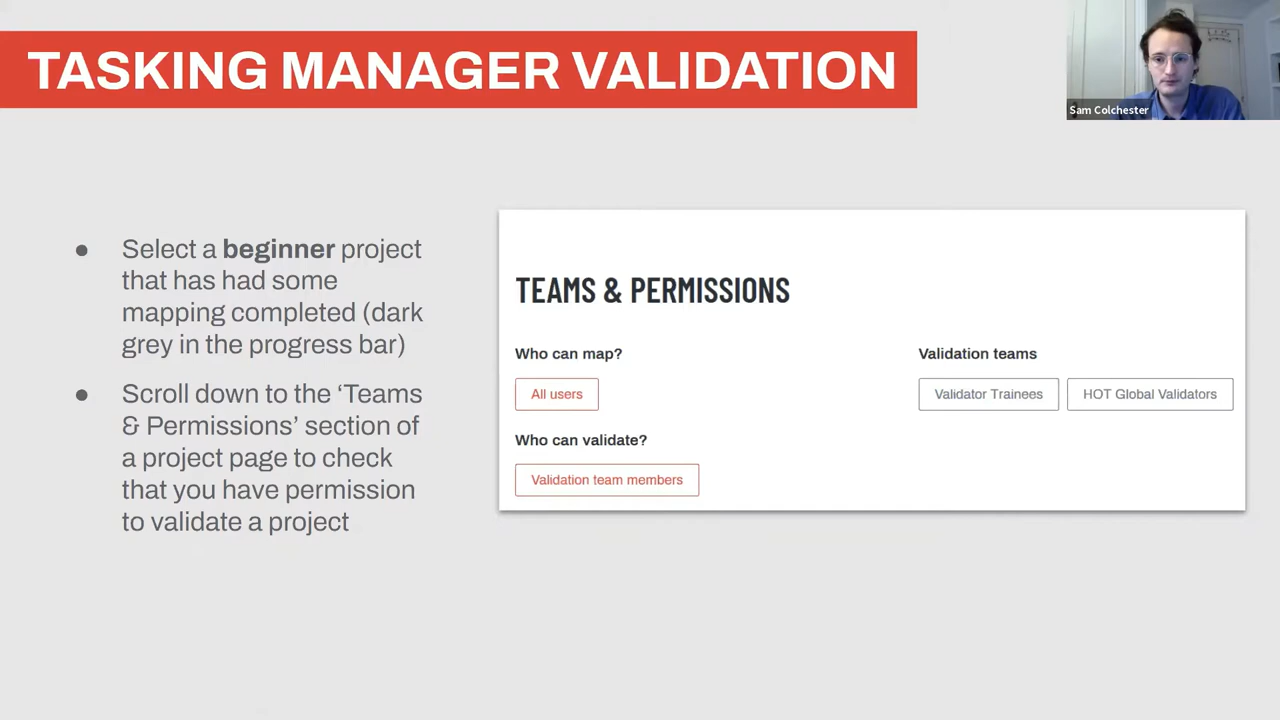 TASKING MANAGER VALIDATION
Sam Colchester
● Select a beginner project
that has had some
mapping completed (dark
grey in the progress bar)
● Scroll down to the ‘Teams
& Permissions’ section of
a project page to check
that you have permission
to validate a project
TEAMS & PERMISSIONS
Who can map?
All users
Who can validate?
Validation team members
Validation teams
Validator Trainees HOT Global Validators